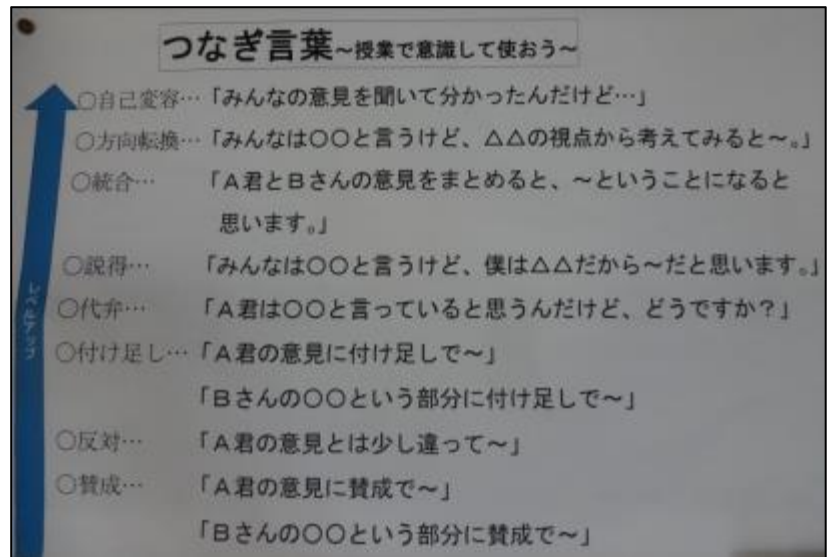 つなぎ言葉~授業で意識して使おう~
○自己変容…「みんなの意見を聞いて分かったんだけど…」
○方向転換…「みんなは○○と言うけど、△△の視点から考えてみると~。」
○統合…「A君とBさんの意見をまとめると、~ということになると
思います。」
○説得…「みんなは○○と言うけど、僕は△△だから~だと思います。」
○代弁…「A君は○○と言っていると思うんだけど、どうですか?」
○付け足し…「A君の意見に付け足しで~」
「Bさんの○○という部分に付け足しで~」
○反対…「A君の意見とは少し違って~」
○賛成…「A君の意見に賛成で~」
「Bさんの○○という部分に賛成で~」
レベルアップ